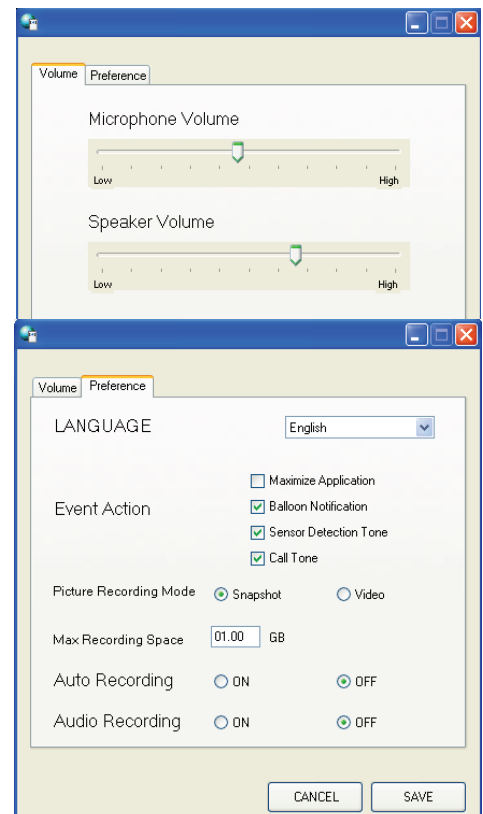 Volume Preference
Microphone Volume
Low High
Speaker Volume
Low High
Volume Preference
LANGUAGE English
Maximize Application
Event Action Balloon Notification
Sensor Detection Tone
Call Tone
Picture Recording Mode Snapshot Video
Max Recording Space 01.00 GB
Auto Recording ON OFF
Audio Recording ON OFF
CANCEL SAVE